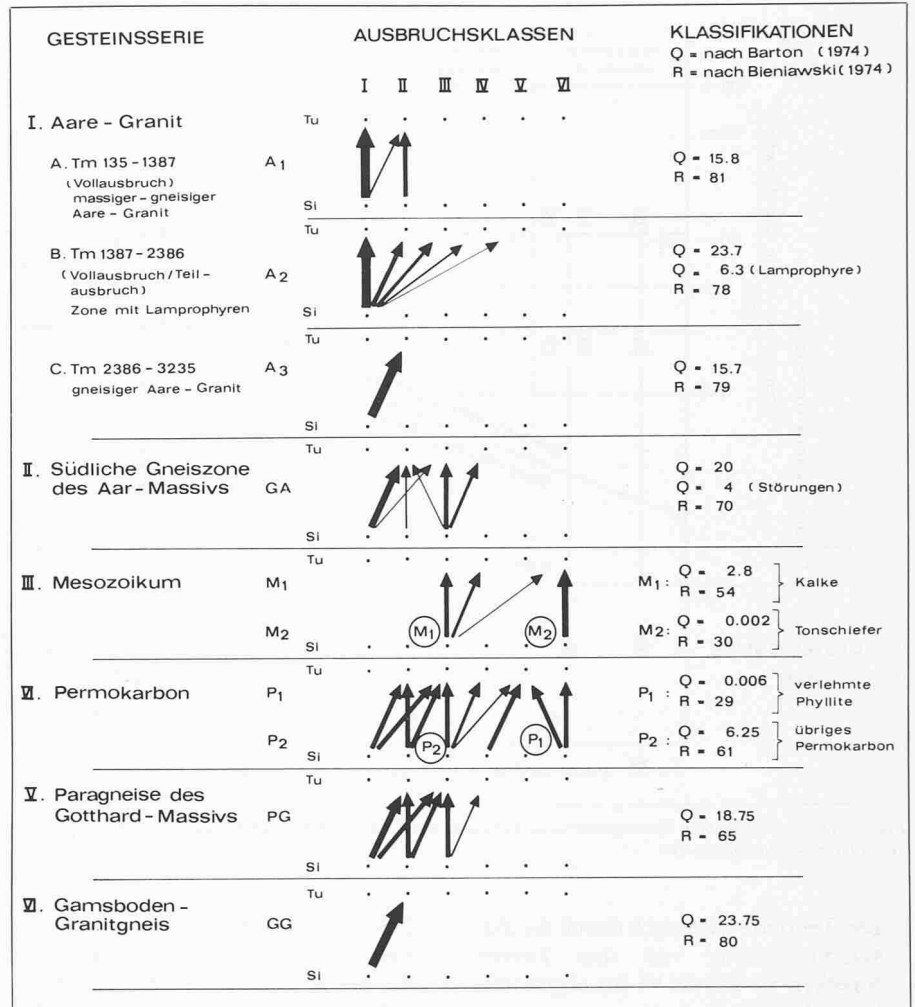 GESTEINSSERIE
AUSBRUCHSKLASSEN
KLASSIFIKATIONEN
Q = nach Barton (1974)
R = nach Bieniawski (1974)
I II III IV V VI
I. Aare - Granit
A. Tm 135 - 1387
(Vollausbruch)
massiger - gneisiger
Aare - Granit
A1
Tu
Si
Q = 15.8
R = 81
B. Tm 1387 - 2386
(Vollausbruch / Teil -
ausbruch)
Zone mit Lamprophyren
A2
Tu
Si
Q = 23.7
Q = 6.3 (Lamprophyre)
R = 78
C. Tm 2386 - 3235
gneisiger Aare - Granit
A3
Tu
Si
Q = 15.7
R = 79
II. Südliche Gneiszone
des Aar - Massivs
GA
Tu
Si
Q = 20
Q = 4 (Störungen)
R = 70
III. Mesozoikum
M1
M2
Tu
Si
M1
M2
M1: Q = 2.8
R = 54
Kalke
M2: Q = 0.002
R = 30
Tonschiefer
VI. Permokarbon
P1
P2
Tu
Si
P2
P1
P1: Q = 0.006
R = 29
verlehmte
Phyllite
P2: Q = 6.25
R = 61
übriges
Permokarbon
V. Paragneise des
Gotthard - Massivs
PG
Tu
Si
Q = 18.75
R = 65
VI. Gamsboden -
Granitgneis
GG
Tu
Si
Q = 23.75
R = 80